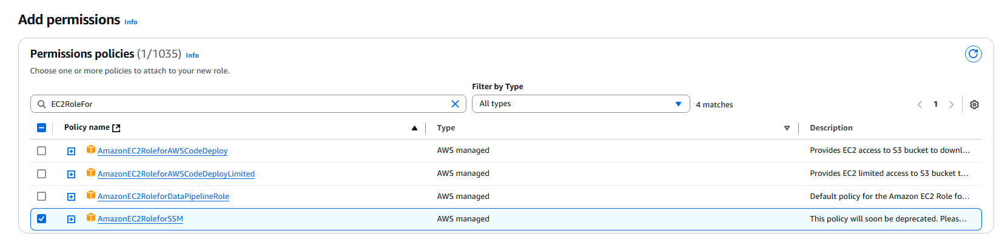 Add permissions Info
Permissions policies (1/1035) Info
Choose one or more policies to attach to your new role.
Filter by Type
EC2RoleFor All types 4 matches 1
Policy name Type Description
AmazonEC2RoleforAWSCodeDeploy AWS managed Provides EC2 access to S3 bucket to downl...
AmazonEC2RoleforAWSCodeDeployLimited AWS managed Provides EC2 limited access to S3 bucket t...
AmazonEC2RoleforDataPipelineRole AWS managed Default policy for the Amazon EC2 Role fo...
AmazonEC2RoleforSSM AWS managed This policy will soon be deprecated. Pleas...